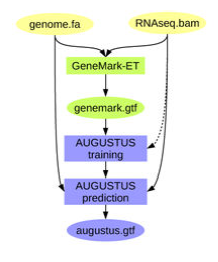 genome.fa
RNAseq.bam
GeneMark-ET
genemark.gtf
AUGUSTUS
training
AUGUSTUS
prediction
augustus.gtf